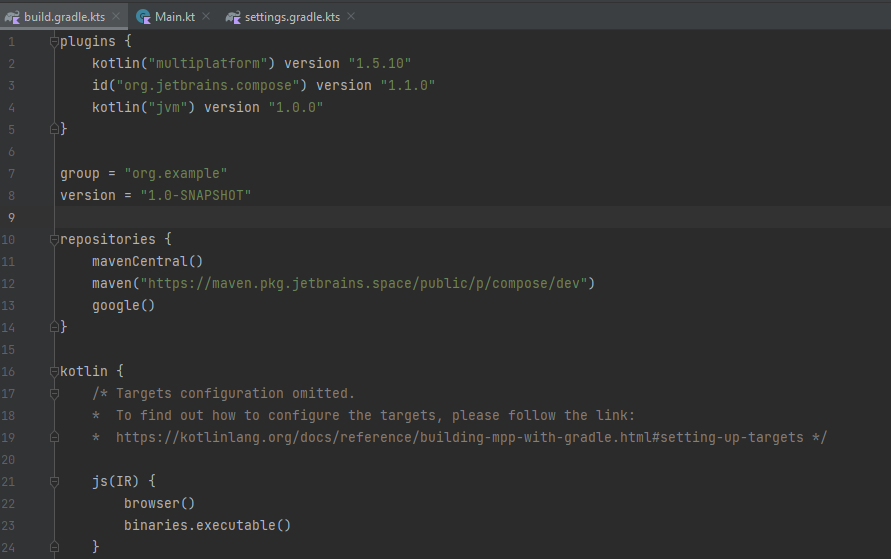 build.gradle.kts Main.kt settings.gradle.kts
1 plugins {
2 kotlin("multiplatform") version "1.5.10"
3 id("org.jetbrains.compose") version "1.1.0"
4 kotlin("jvm") version "1.0.0"
5 }
6
7 group = "org.example"
8 version = "1.0-SNAPSHOT"
9
10 repositories {
11 mavenCentral()
12 maven("https://maven.pkg.jetbrains.space/public/p/compose/dev")
13 google()
14 }
15
16 kotlin {
17 /* Targets configuration omitted.
18 * To find out how to configure the targets, please follow the link:
19 * https://kotlinlang.org/docs/reference/building-mpp-with-gradle.html#setting-up-targets */
20
21 js(IR) {
22 browser()
23 binaries.executable()
24 }